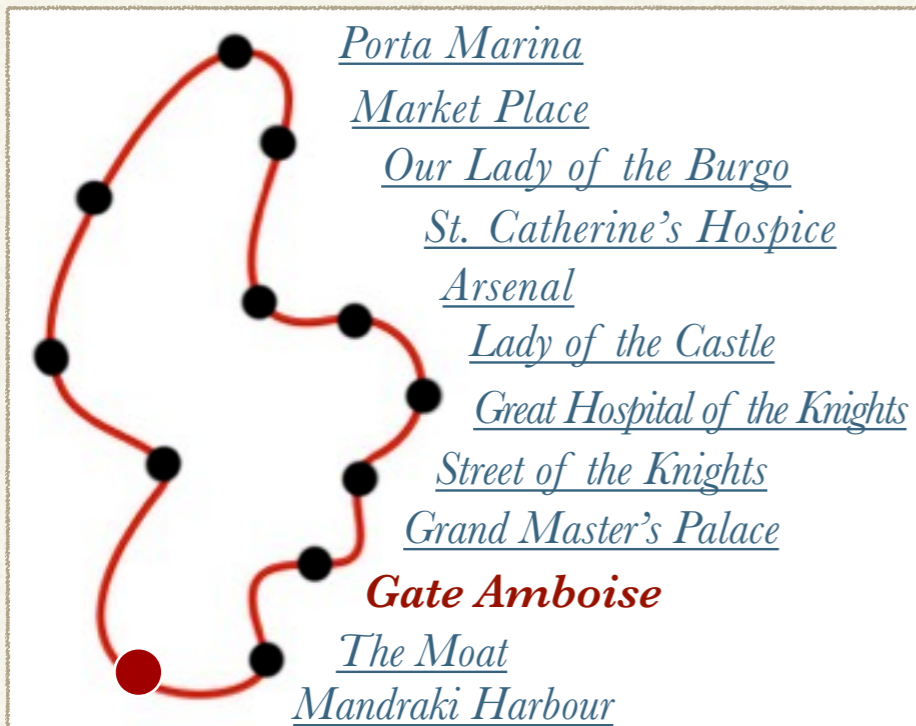 Porta Marina
Market Place
Our Lady of the Burgo
St. Catherine’s Hospice
Arsenal
Lady of the Castle
Great Hospital of the Knights
Street of the Knights
Grand Master’s Palace
Gate Amboise
The Moat
Mandraki Harbour